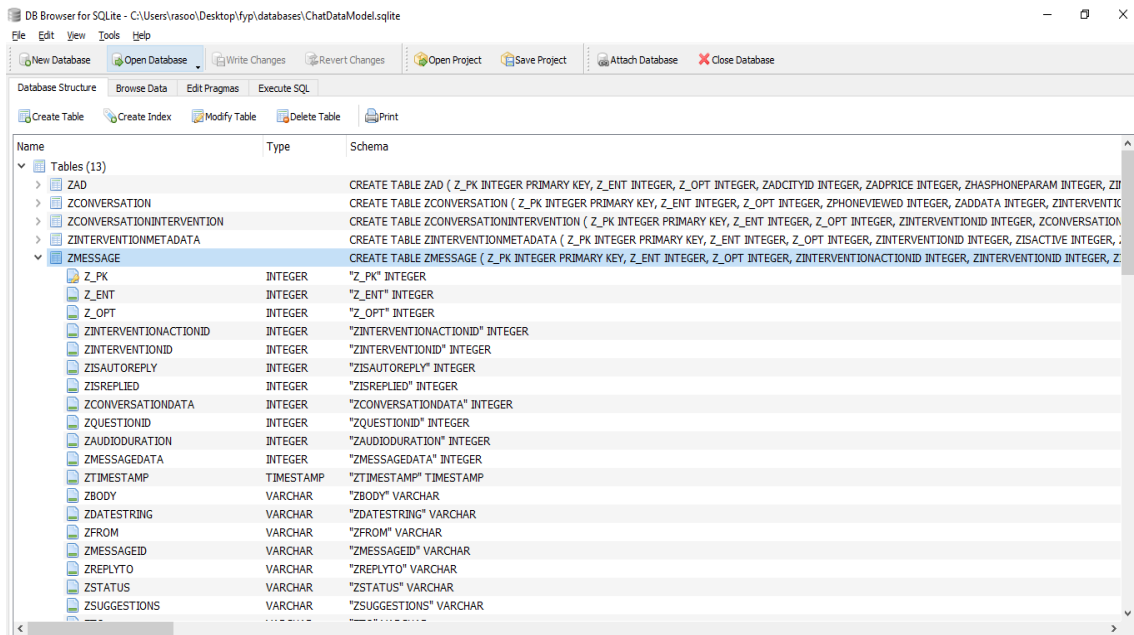 DB Browser for SQLite - C:\Users\rasoo\Desktop\fyp\databases\ChatDataModel.sqlite
File Edit View Tools Help
New Database Open Database Write Changes Revert Changes Open Project Save Project Attach Database Close Database
Database Structure Browse Data Edit Pragmas Execute SQL
Create Table Create Index Modify Table Delete Table Print
Name Type Schema
Tables (13)
ZAD CREATE TABLE ZAD ( Z_PK INTEGER PRIMARY KEY, Z_ENT INTEGER, Z_OPT INTEGER, ZADCITYID INTEGER, ZADPRICE INTEGER, ZHASPHONEPARAM INTEGER,
ZCONVERSATION CREATE TABLE ZCONVERSATION ( Z_PK INTEGER PRIMARY KEY, Z_ENT INTEGER, Z_OPT INTEGER, ZPHONEVIEWED INTEGER, ZADDATA INTEGER,
ZCONVERSATIONINTERVENTION CREATE TABLE ZCONVERSATIONINTERVENTION ( Z_PK INTEGER PRIMARY KEY, Z_ENT INTEGER, Z_OPT INTEGER, ZINTERVENTIONID INTEGER,
ZINTERVENTIONMETADATA CREATE TABLE ZINTERVENTIONMETADATA ( Z_PK INTEGER PRIMARY KEY, Z_ENT INTEGER, Z_OPT INTEGER, ZINTERVENTIONID INTEGER, ZISACTIVE INTEGER,
ZMESSAGE CREATE TABLE ZMESSAGE ( Z_PK INTEGER PRIMARY KEY, Z_ENT INTEGER, Z_OPT INTEGER, ZINTERVENTIONACTIONID INTEGER, ZINTERVENTIONID INTEGER,
Z_PK INTEGER "Z_PK" INTEGER
Z_ENT INTEGER "Z_ENT" INTEGER
Z_OPT INTEGER "Z_OPT" INTEGER
ZINTERVENTIONACTIONID INTEGER "ZINTERVENTIONACTIONID" INTEGER
ZINTERVENTIONID INTEGER "ZINTERVENTIONID" INTEGER
ZISAUTOREPLY INTEGER "ZISAUTOREPLY" INTEGER
ZISREPLIED INTEGER "ZISREPLIED" INTEGER
ZCONVERSATIONDATA INTEGER "ZCONVERSATIONDATA" INTEGER
ZQUESTIONID INTEGER "ZQUESTIONID" INTEGER
ZAUDIODURATION INTEGER "ZAUDIODURATION" INTEGER
ZMESSAGEDATA INTEGER "ZMESSAGEDATA" INTEGER
ZTIMESTAMP TIMESTAMP "ZTIMESTAMP" TIMESTAMP
ZBODY VARCHAR "ZBODY" VARCHAR
ZDATESTRING VARCHAR "ZDATESTRING" VARCHAR
ZFROM VARCHAR "ZFROM" VARCHAR
ZMESSAGEID VARCHAR "ZMESSAGEID" VARCHAR
ZREPLYTO VARCHAR "ZREPLYTO" VARCHAR
ZSTATUS VARCHAR "ZSTATUS" VARCHAR
ZSUGGESTIONS VARCHAR "ZSUGGESTIONS" VARCHAR